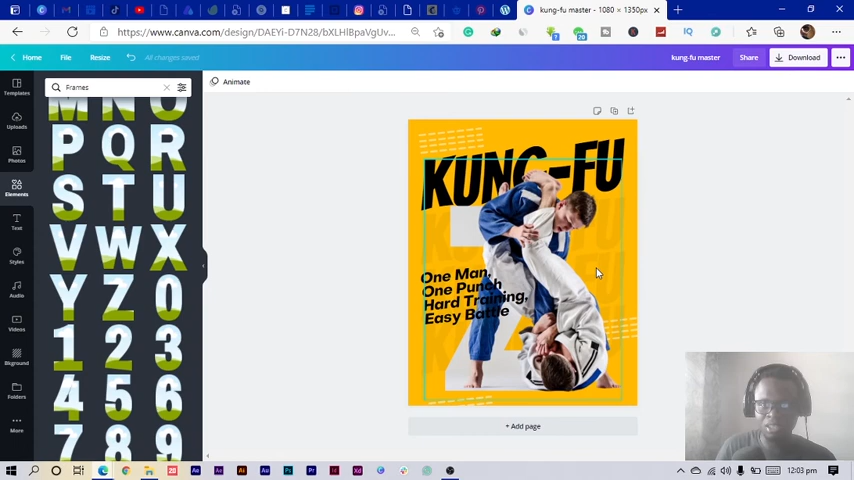 kung-fu master - 1080 × 1350px
https://www.canva.com/design/DAEYi-D7N28/bXLHlBpaVgUv...
Home
File
Resize
All changes saved
kung-fu master
Share
Download
Templates
Uploads
Photos
Elements
Text
Styles
Audio
Videos
Bkground
Folders
More
Frames
M N O
P Q R
S T U
V W X
Y Z 0
1 2 3
4 5 6
7 8 9
Animate
KUNG-FU
One Man,
One Punch
Hard Training,
Easy Battle
+ Add page
12:03 pm